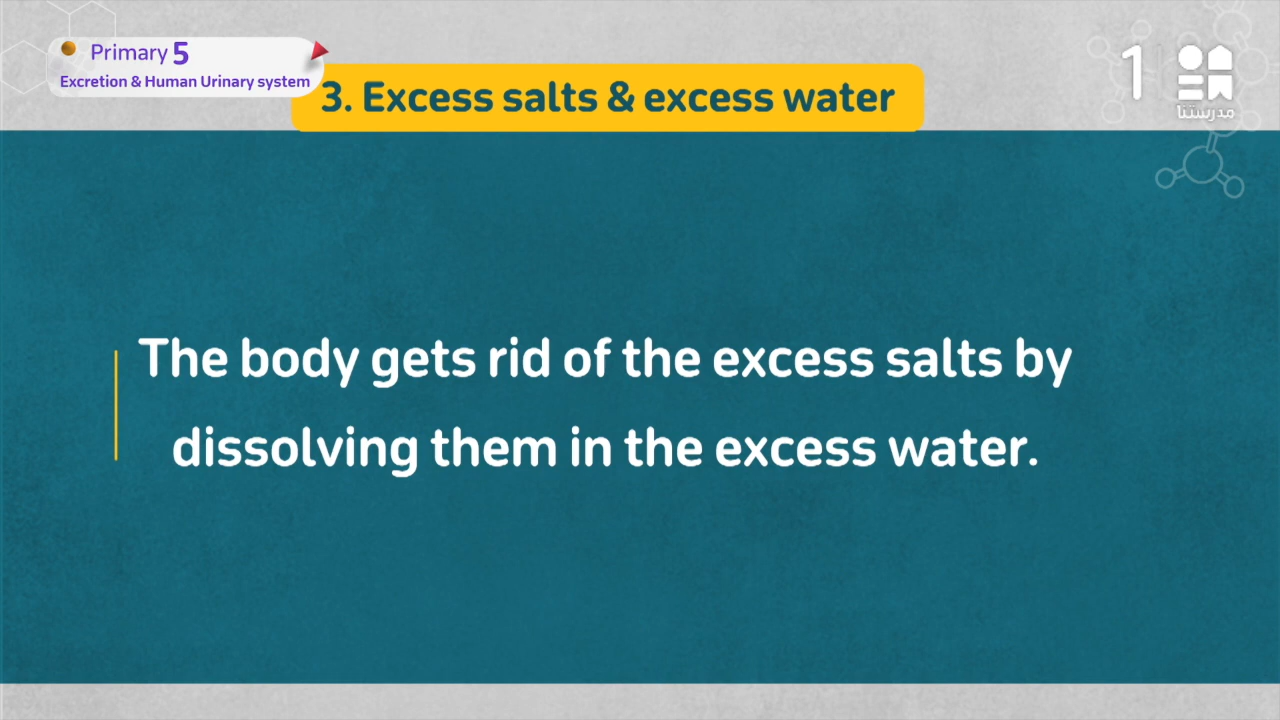 Primary 5
Excretion & Human Urinary system
3. Excess salts & excess water
1
مدرستنا
The body gets rid of the excess salts by
dissolving them in the excess water.